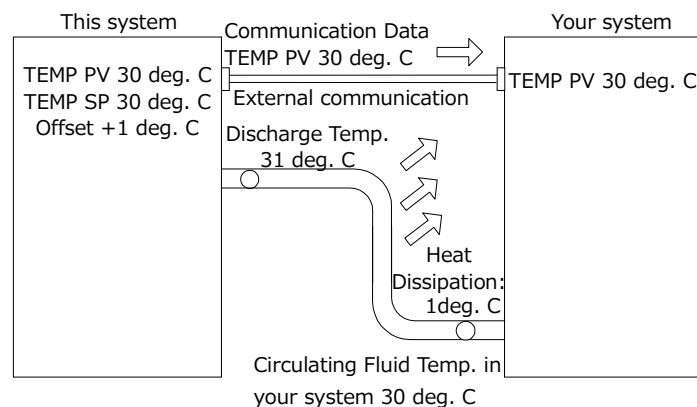 This system
Communication Data
Your system
TEMP PV 30 deg. C
TEMP PV 30 deg. C
TEMP PV 30 deg. C
TEMP SP 30 deg. C
External communication
Offset +1 deg. C
Discharge Temp.
31 deg. C
Heat
Dissipation:
1deg. C
Circulating Fluid Temp. in
your system 30 deg. C